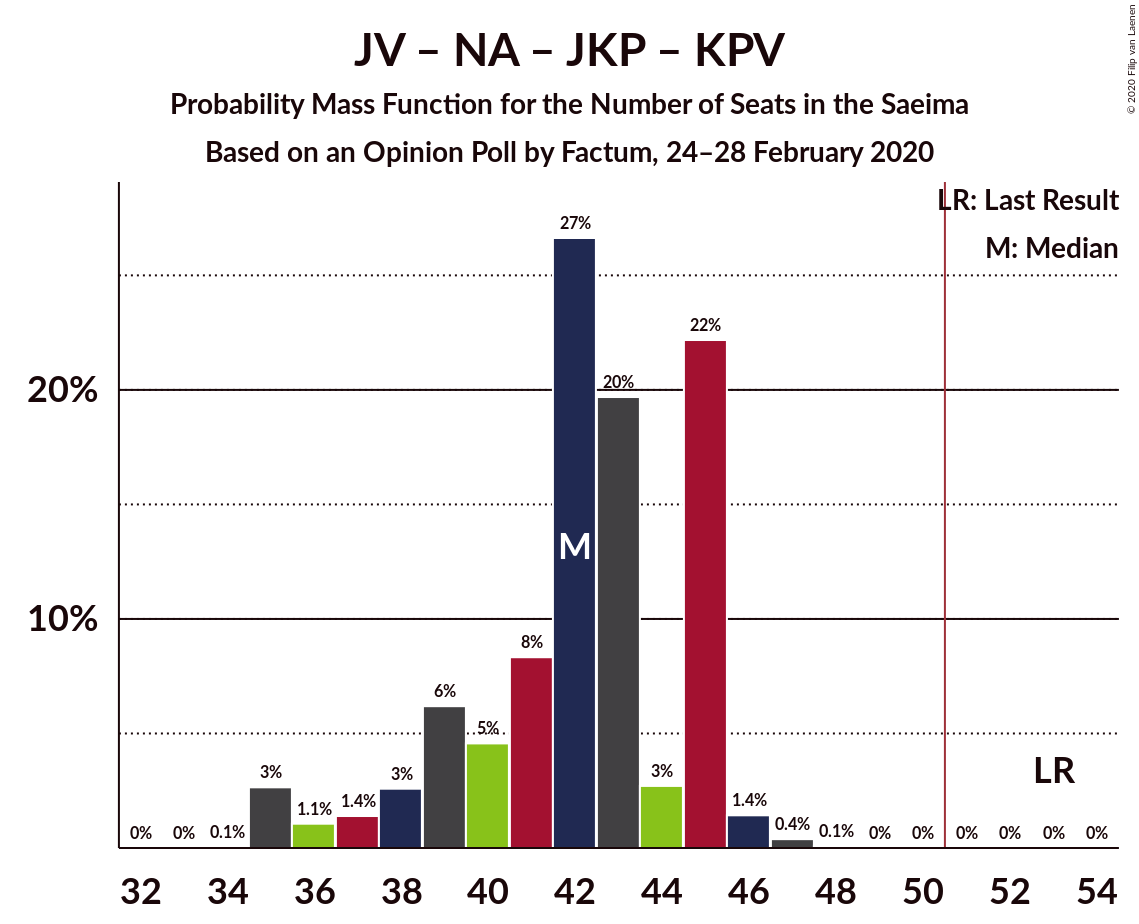 JV – NA – JKP – KPV
Probability Mass Function for the Number of Seats in the Saeima
Based on an Opinion Poll by Factum, 24–28 February 2020
© 2020 Filip van Laenen
LR: Last Result
M: Median
20%
10%
0% 0% 0.1% 3% 1.1% 1.4% 3% 6% 5% 8% 27% 20% 3% 22% 1.4% 0.4% 0.1% 0% 0% 0% 0% 0% 0%
M
LR
32 34 36 38 40 42 44 46 48 50 52 54